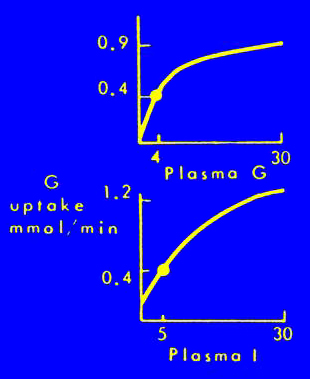 0.9
0.4
4
30
Plasma G
G
uptake
mmol/min
1.2
0.4
5
30
Plasma I